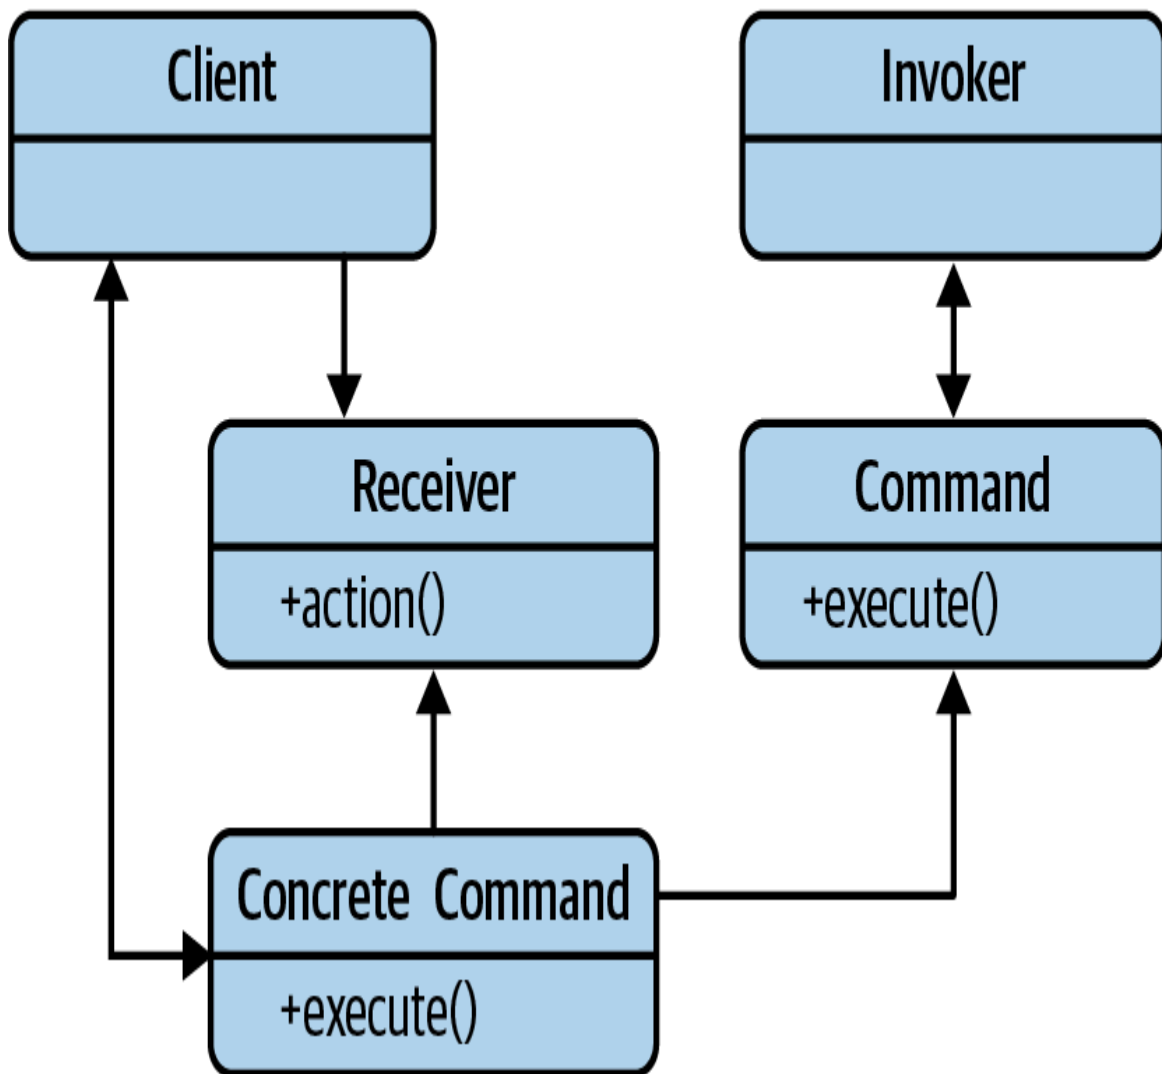 Client
Invoker
Receiver
+action()
Command
+execute()
Concrete Command
+execute()